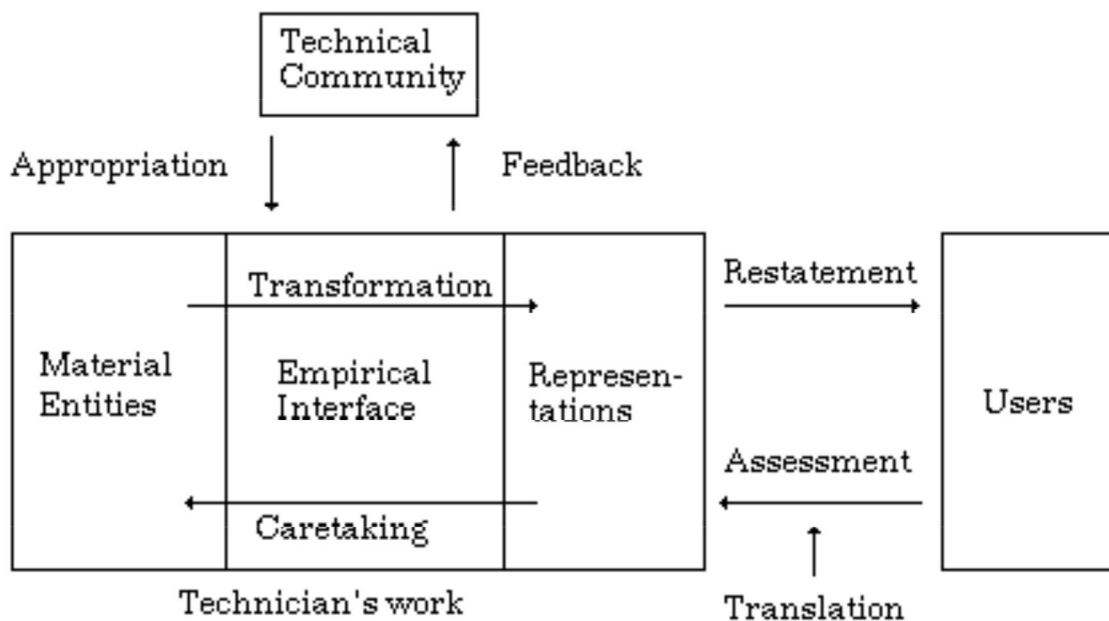 Technical
Community
Appropriation
Feedback
Transformation
Restatement
Material
Entities
Empirical
Interface
Represen-
tations
Users
Assessment
Caretaking
Technician's work
Translation